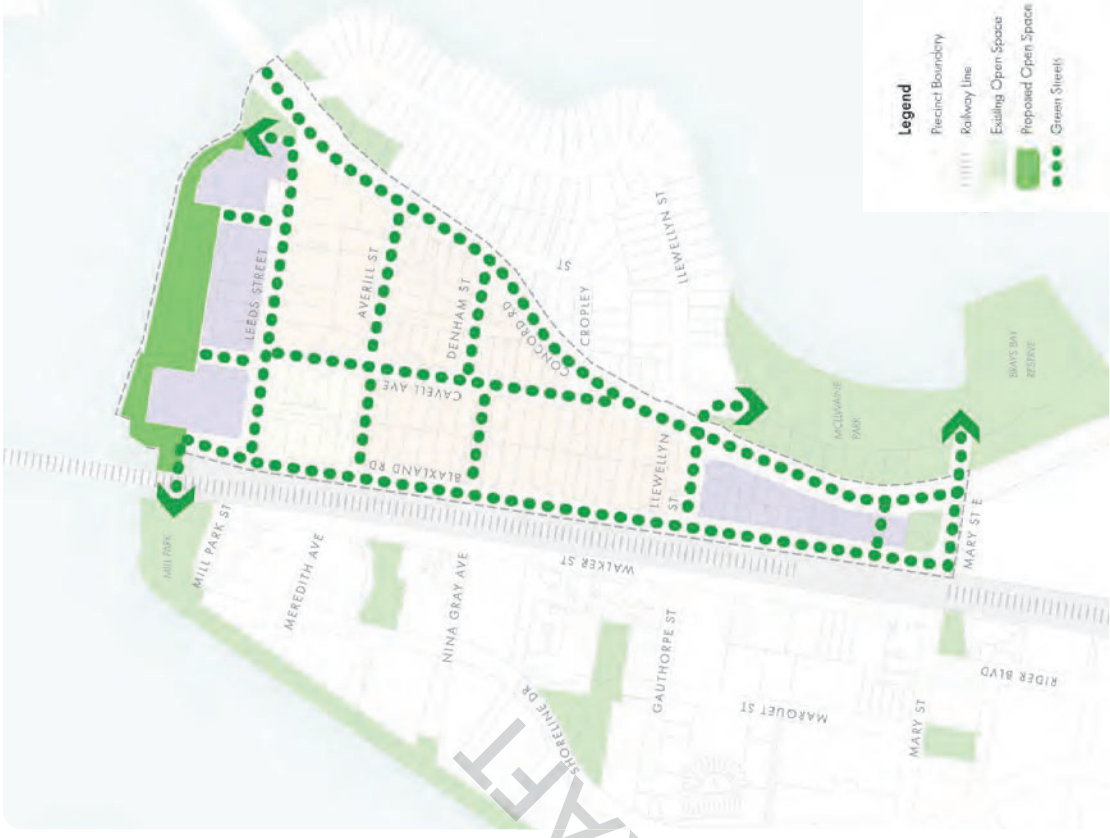 LEEDS STREET
AVERILL ST
DENHAM ST
CONCORD RD
CAVELL AVE
BLAXLAND RD
CROPLEY
ST
LLEWELLYN ST
LLEWELLYN
ST
MCILWAINE
PARK
BRAYS BAY
RESERVE
MARY ST E
MILL PARK
MILL PARK ST
MEREDITH AVE
NINA GRAY AVE
WALKER ST
SHORELINE DR
GAUTHORPE ST
MARQUET ST
MARY ST
RIDER BLVD
AFT
Legend
Precinct Boundary
Railway Line
Existing Open Space
Proposed Open Space
Green Streets